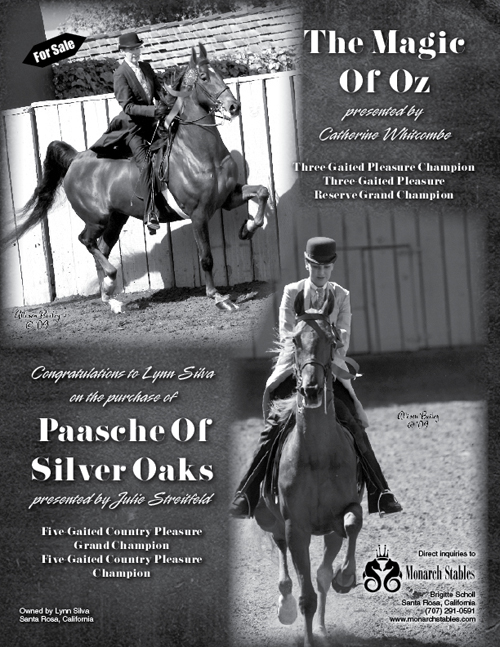 For Sale
The Magic
Of Oz
presented by
Catherine Whitcombe
Three-Gaited Pleasure Champion
Three-Gaited Pleasure
Reserve Grand Champion
Congratulations to Lynn Silva
on the purchase of
Paasche Of
Silver Oaks
presented by Julie Streitfeld
Five-Gaited Country Pleasure
Grand Champion
Five-Gaited Country Pleasure
Champion
Owned by Lynn Silva
Santa Rosa, California
Direct inquiries to
Monarch Stables
Brigitte Scholl
Santa Rosa, California
(707) 291-0591
www.monarchstables.com